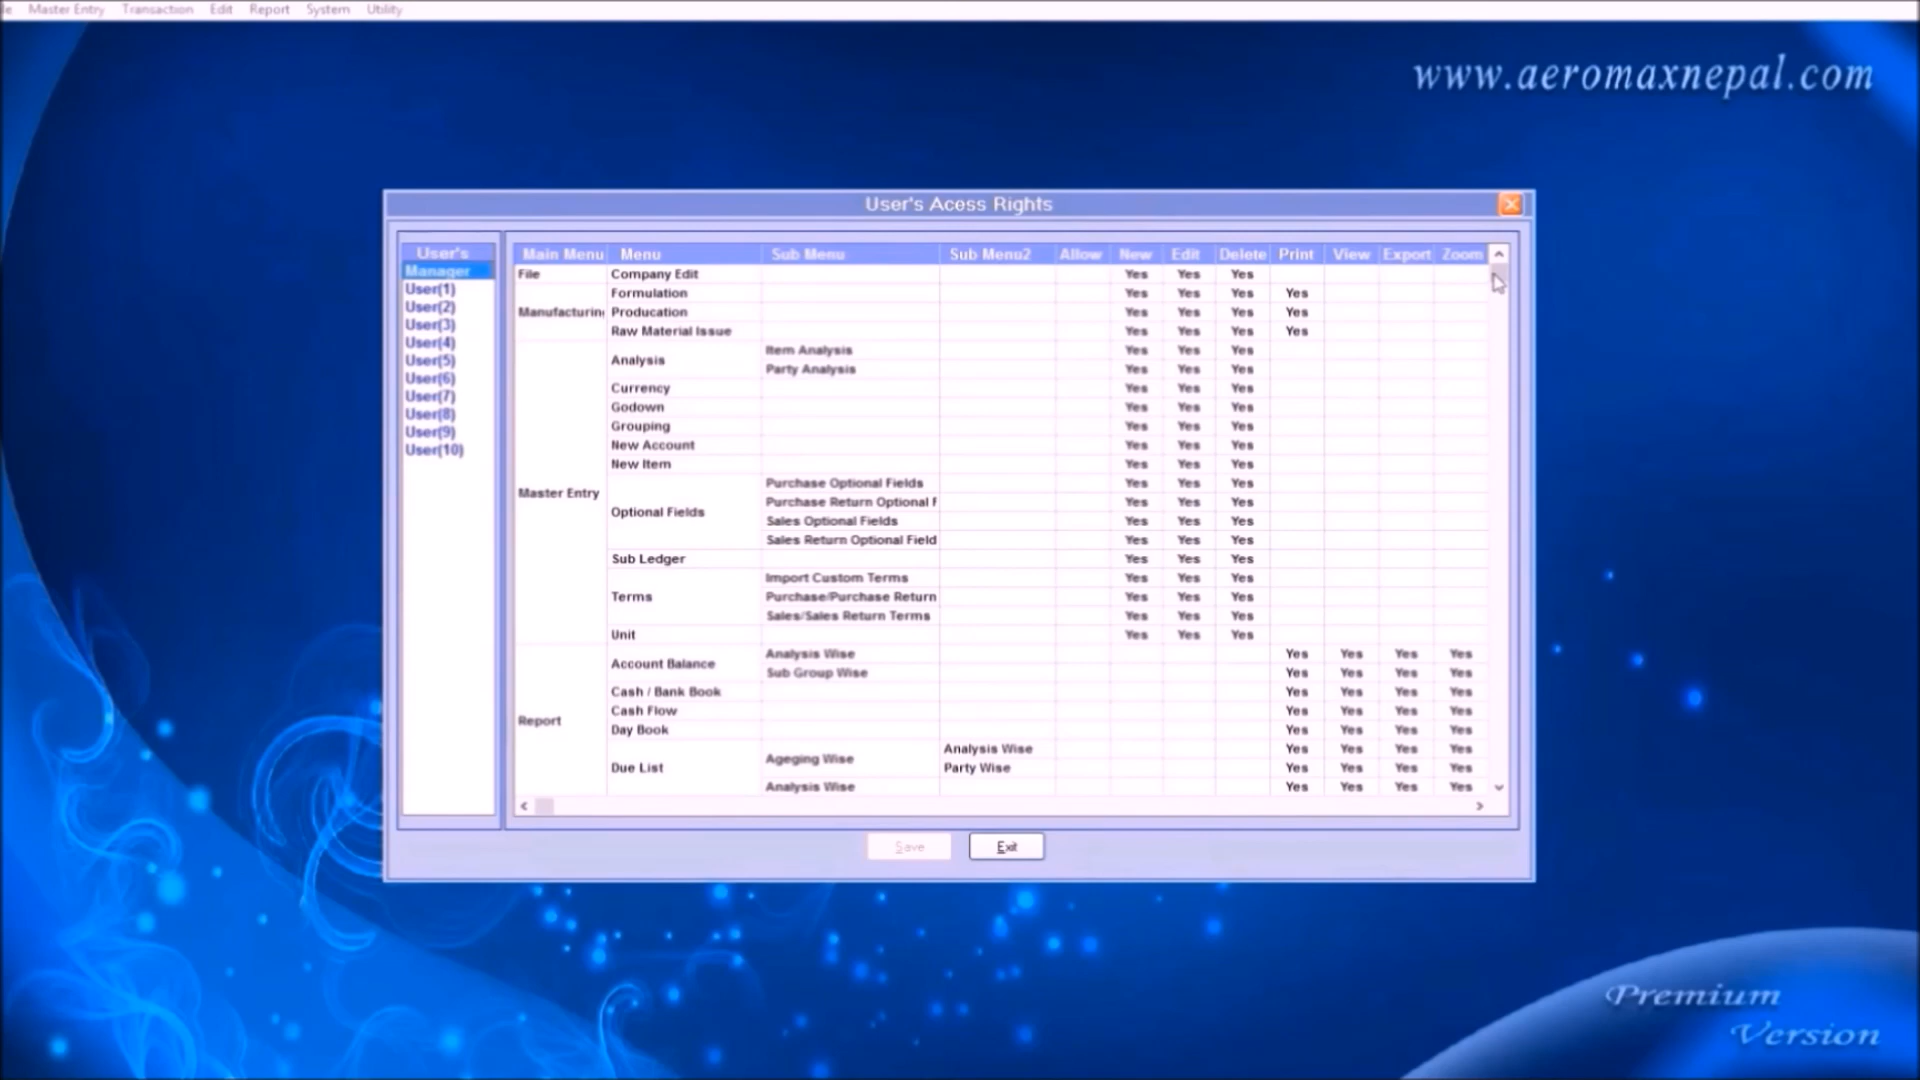 Master Entry Transaction Edit Report System Utility
www.aeromaxnepal.com
User's Acess Rights
User's
Manager
User(1)
User(2)
User(3)
User(4)
User(5)
User(6)
User(7)
User(8)
User(9)
User(10)
Main Menu Menu Sub Menu Sub Menu2 Allow New Edit Delete Print View Export Zoom
File Company Edit Yes Yes Yes
Formulation Yes Yes Yes Yes
Manufacturin Producation Yes Yes Yes Yes
Raw Material Issue Yes Yes Yes Yes
Analysis Item Analysis Yes Yes Yes
Party Analysis Yes Yes Yes
Currency Yes Yes Yes
Godown Yes Yes Yes
Grouping Yes Yes Yes
New Account Yes Yes Yes
New Item Yes Yes Yes
Master Entry Optional Fields Purchase Optional Fields Yes Yes Yes
Purchase Return Optional F Yes Yes Yes
Sales Optional Fields Yes Yes Yes
Sales Return Optional Field Yes Yes Yes
Sub Ledger Yes Yes Yes
Terms Import Custom Terms Yes Yes Yes
Purchase/Purchase Return Yes Yes Yes
Sales/Sales Return Terms Yes Yes Yes
Unit Yes Yes Yes
Report Account Balance Analysis Wise Yes Yes Yes Yes
Sub Group Wise Yes Yes Yes Yes
Cash / Bank Book Yes Yes Yes Yes
Cash Flow Yes Yes Yes Yes
Day Book Yes Yes Yes Yes
Due List Ageging Wise Analysis Wise Yes Yes Yes Yes
Party Wise Yes Yes Yes Yes
Analysis Wise Yes Yes Yes Yes
Save Exit
Premium
Version